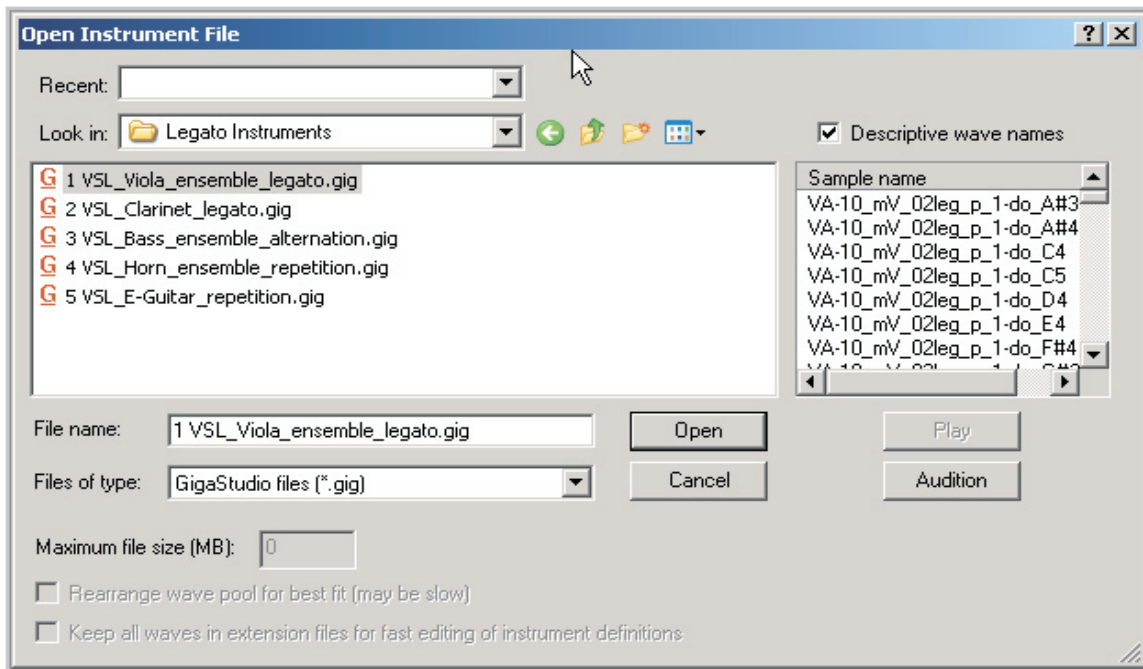 Open Instrument File
Recent:
Look in: Legato Instruments
Descriptive wave names
1 VSL_Viola_ensemble_legato.gig
2 VSL_Clarinet_legato.gig
3 VSL_Bass_ensemble_alternation.gig
4 VSL_Horn_ensemble_repetition.gig
5 VSL_E-Guitar_repetition.gig
Sample name
VA-10_mV_02leg_p_1-do_A#3
VA-10_mV_02leg_p_1-do_A#4
VA-10_mV_02leg_p_1-do_C4
VA-10_mV_02leg_p_1-do_C5
VA-10_mV_02leg_p_1-do_D4
VA-10_mV_02leg_p_1-do_E4
VA-10_mV_02leg_p_1-do_F#4
File name: 1 VSL_Viola_ensemble_legato.gig
Open
Play
Files of type: GigaStudio files (*.gig)
Cancel
Audition
Maximum file size (MB): 0
Rearrange wave pool for best fit (may be slow)
Keep all waves in extension files for fast editing of instrument definitions